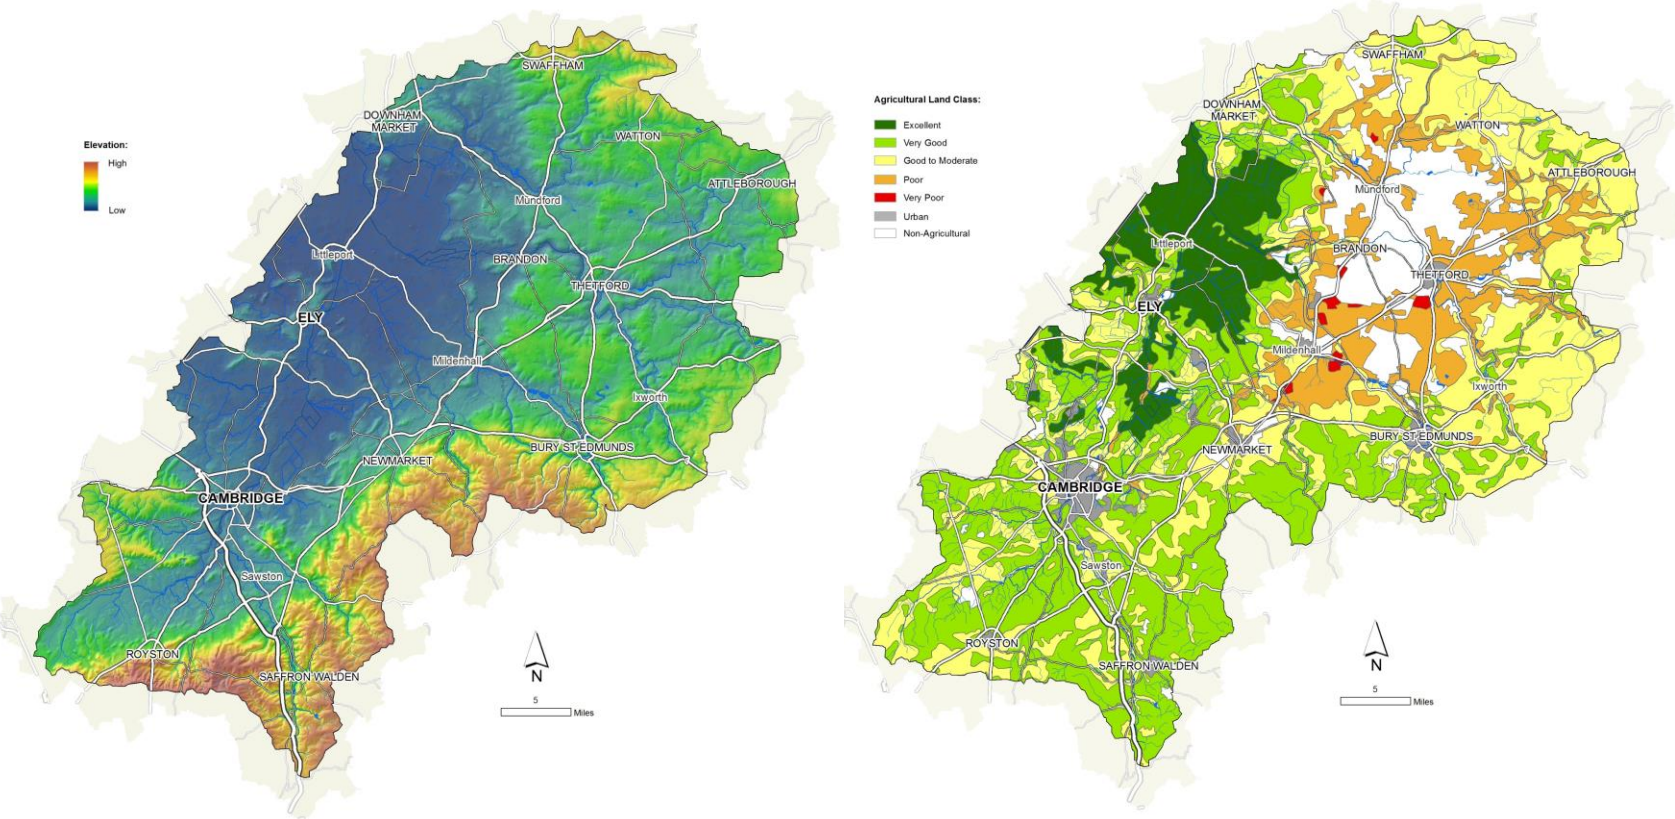 SWAFFHAM
DOWNHAM
MARKET
WATTON
Elevation:
High
Low
ATTLEBOROUGH
Mundford
Littleport
BRANDON
THETFORD
ELY
Mildenhall
Ixworth
BURY ST EDMUNDS
NEWMARKET
CAMBRIDGE
Sawston
ROYSTON
SAFFRON WALDEN
N
5
Miles
SWAFFHAM
Agricultural Land Class:
DOWNHAM
MARKET
Excellent
Very Good
Good to Moderate
Poor
Very Poor
Urban
Non-Agricultural
WATTON
ATTLEBOROUGH
Mundford
Littleport
BRANDON
THETFORD
ELY
Mildenhall
Ixworth
BURY ST EDMUNDS
NEWMARKET
CAMBRIDGE
Sawston
ROYSTON
SAFFRON WALDEN
N
5
Miles